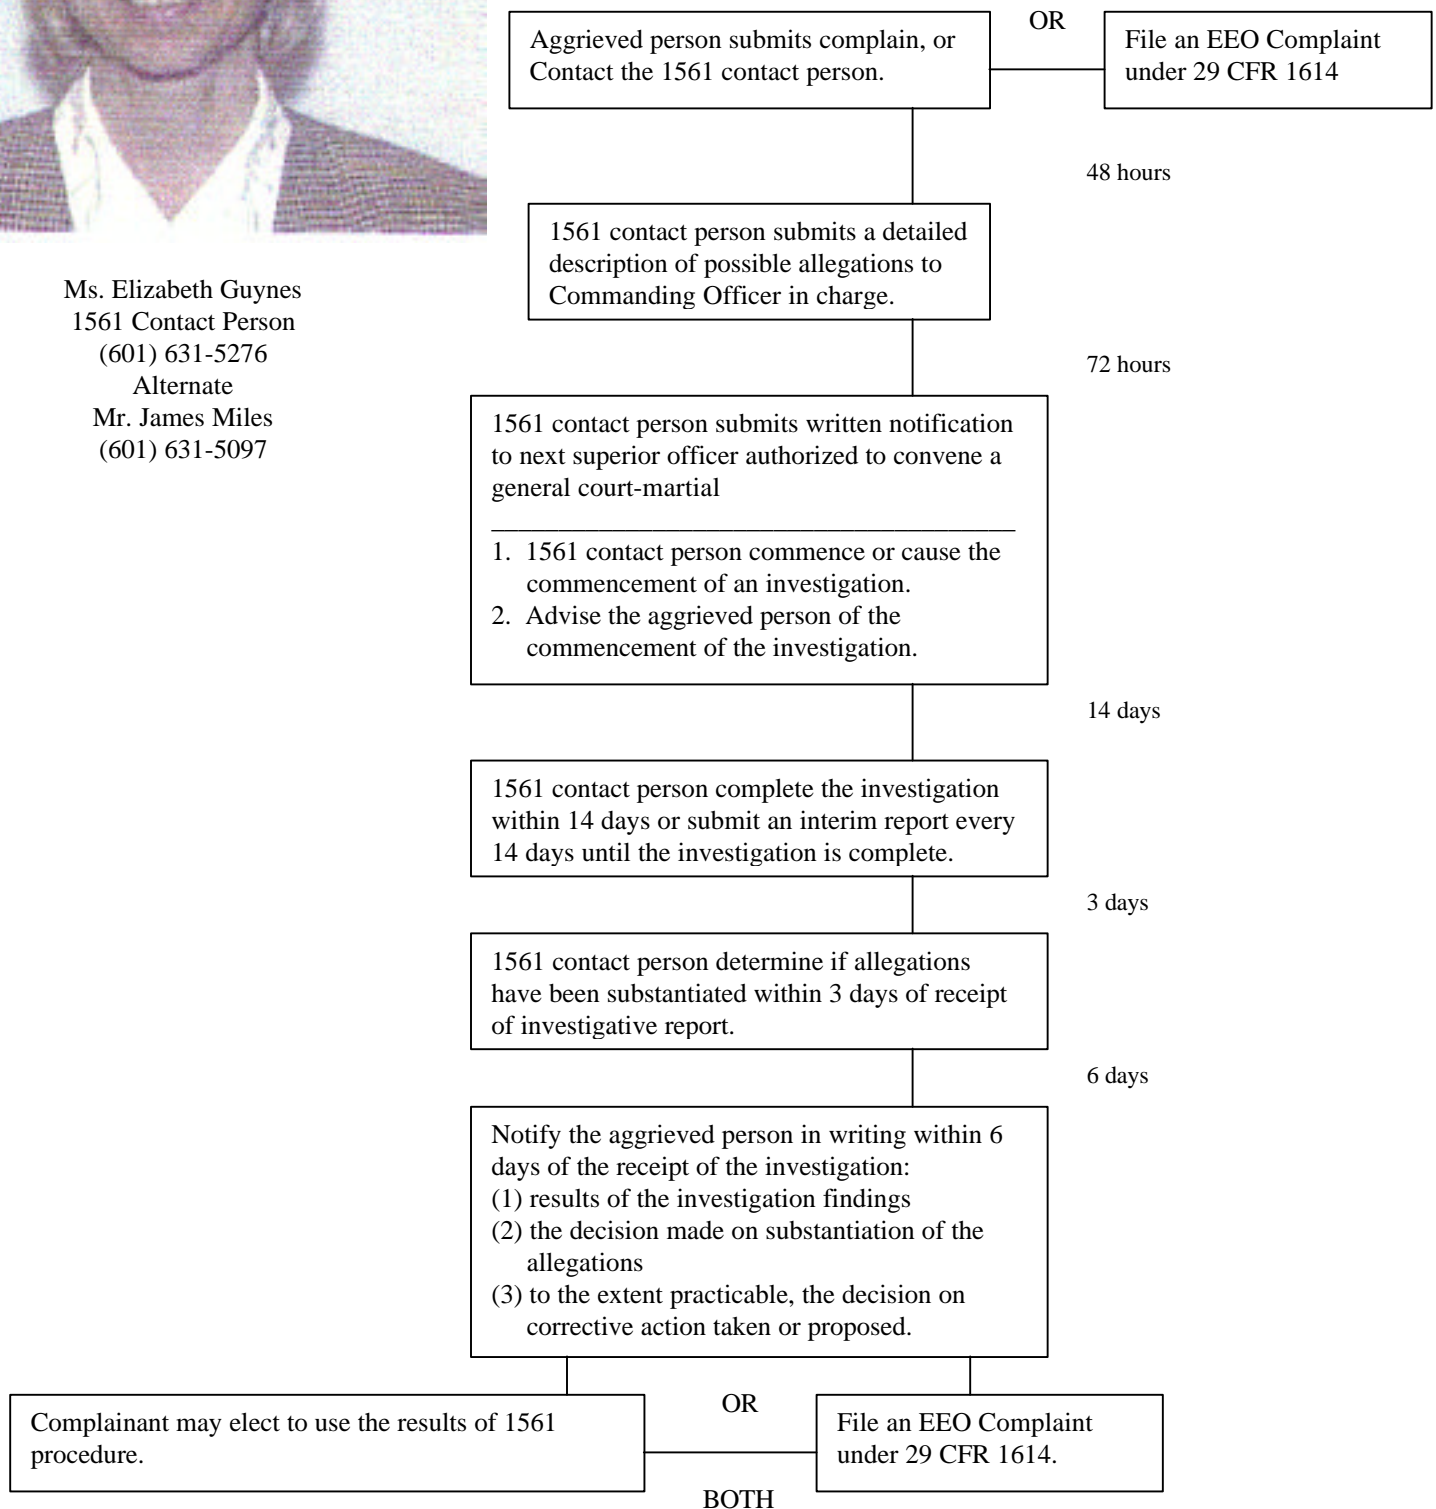 Aggrieved person submits complain, or
Contact the 1561 contact person.
OR
File an EEO Complaint
under 29 CFR 1614
48 hours
1561 contact person submits a detailed
description of possible allegations to
Commanding Officer in charge.
Ms. Elizabeth Guynes
1561 Contact Person
(601) 631-5276
Alternate
Mr. James Miles
(601) 631-5097
72 hours
1561 contact person submits written notification
to next superior officer authorized to convene a
general court-martial
1. 1561 contact person commence or cause the
commencement of an investigation.
2. Advise the aggrieved person of the
commencement of the investigation.
14 days
1561 contact person complete the investigation
within 14 days or submit an interim report every
14 days until the investigation is complete.
3 days
1561 contact person determine if allegations
have been substantiated within 3 days of receipt
of investigative report.
6 days
Notify the aggrieved person in writing within 6
days of the receipt of the investigation:
(1) results of the investigation findings
(2) the decision made on substantiation of the
allegations
(3) to the extent practicable, the decision on
corrective action taken or proposed.
Complainant may elect to use the results of 1561
procedure.
OR
File an EEO Complaint
under 29 CFR 1614.
BOTH